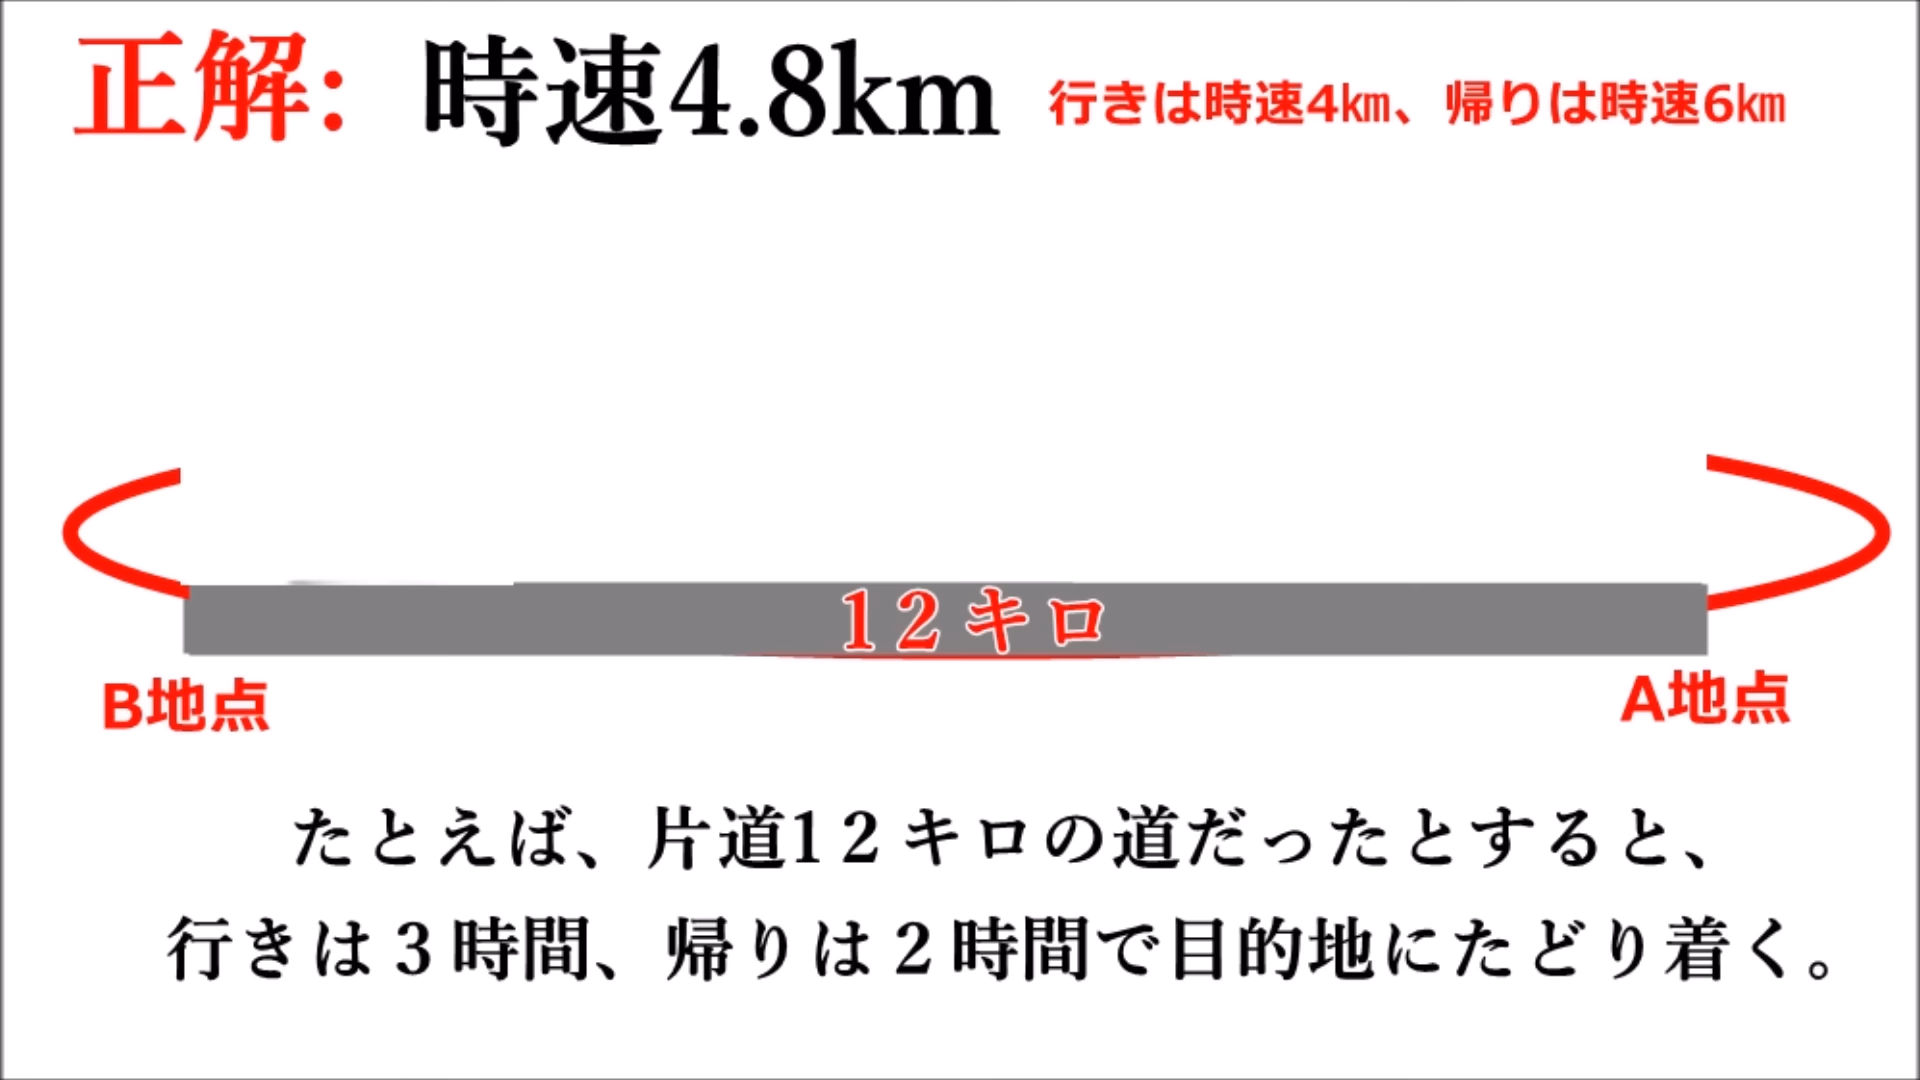 正解: 時速4.8km 行きは時速4㎞、帰りは時速6㎞
１２キロ
B地点 A地点
たとえば、片道1２キロの道だったとすると、
行きは３時間、帰りは２時間で目的地にたどり着く。